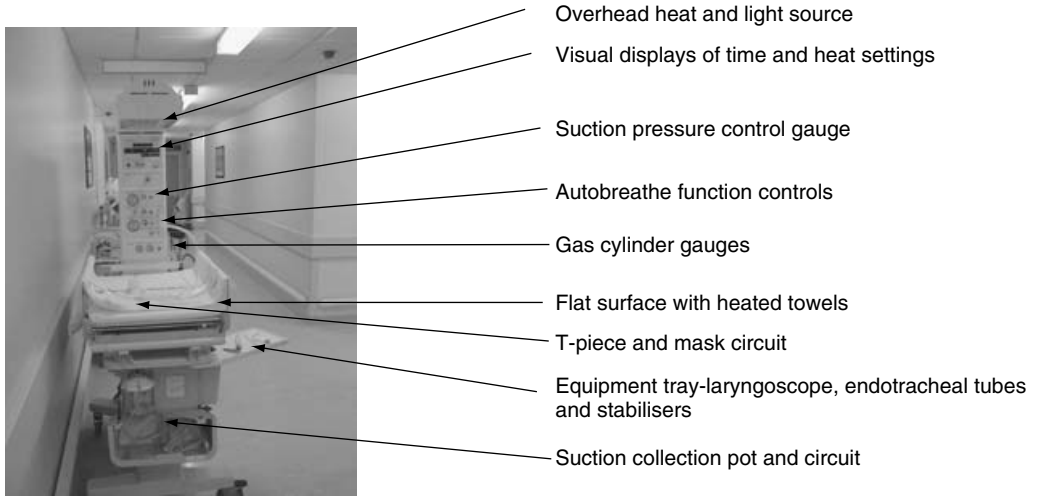 Overhead heat and light source
Visual displays of time and heat settings
Suction pressure control gauge
Autobreathe function controls
Gas cylinder gauges
Flat surface with heated towels
T-piece and mask circuit
Equipment tray-laryngoscope, endotracheal tubes
and stabilisers
Suction collection pot and circuit